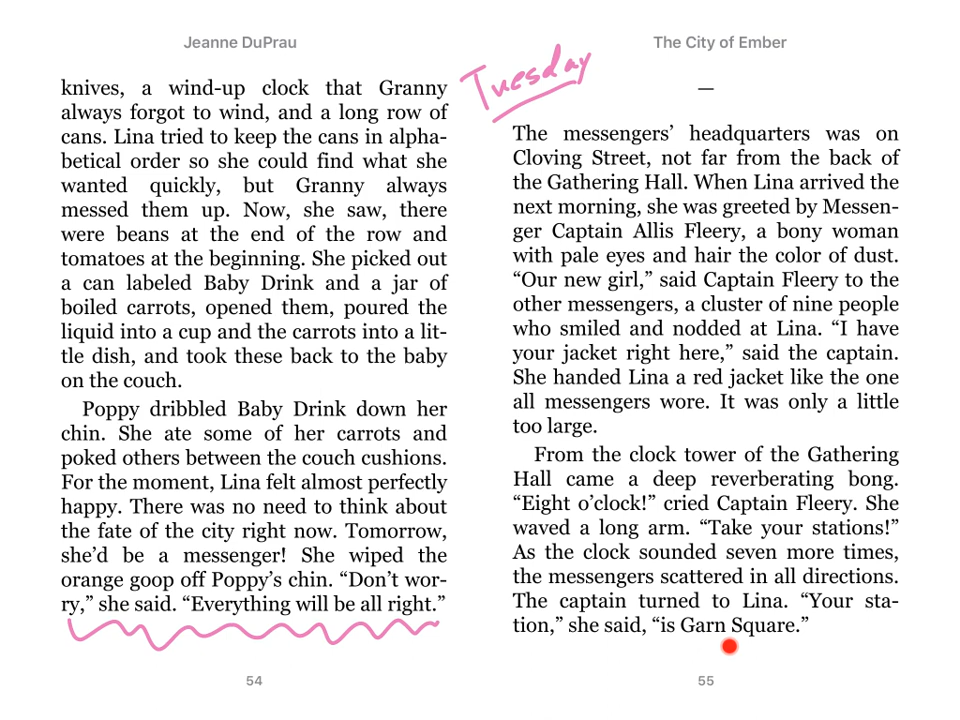 Jeanne DuPrau
knives, a wind-up clock that Granny
always forgot to wind, and a long row of
cans. Lina tried to keep the cans in alpha-
betical order so she could find what she
wanted quickly, but Granny always
messed them up. Now, she saw, there
were beans at the end of the row and
tomatoes at the beginning. She picked out
a can labeled Baby Drink and a jar of
boiled carrots, opened them, poured the
liquid into a cup and the carrots into a lit-
tle dish, and took these back to the baby
on the couch.
Poppy dribbled Baby Drink down her
chin. She ate some of her carrots and
poked others between the couch cushions.
For the moment, Lina felt almost perfectly
happy. There was no need to think about
the fate of the city right now. Tomorrow,
she’d be a messenger! She wiped the
orange goop off Poppy’s chin. “Don’t wor-
ry,” she said. “Everything will be all right.”
54
The City of Ember
Tuesday
—
The messengers’ headquarters was on
Cloving Street, not far from the back of
the Gathering Hall. When Lina arrived the
next morning, she was greeted by Messen-
ger Captain Allis Fleery, a bony woman
with pale eyes and hair the color of dust.
“Our new girl,” said Captain Fleery to the
other messengers, a cluster of nine people
who smiled and nodded at Lina. “I have
your jacket right here,” said the captain.
She handed Lina a red jacket like the one
all messengers wore. It was only a little
too large.
From the clock tower of the Gathering
Hall came a deep reverberating bong.
“Eight o’clock!” cried Captain Fleery. She
waved a long arm. “Take your stations!”
As the clock sounded seven more times,
the messengers scattered in all directions.
The captain turned to Lina. “Your sta-
tion,” she said, “is Garn Square.”
55